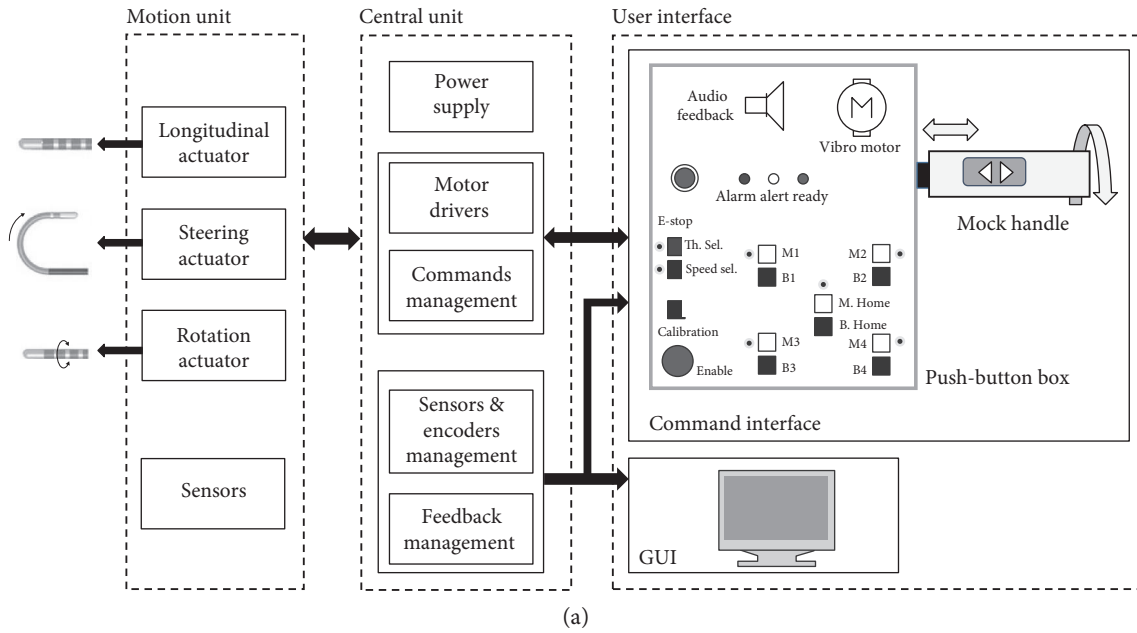 Motion unit
Central unit
User interface
Longitudinal
actuator
Steering
actuator
Rotation
actuator
Sensors
Power
supply
Motor
drivers
Commands
management
Sensors &
encoders
management
Feedback
management
Audio
feedback
M
Vibro motor
Alarm alert ready
E-stop
Th. Sel.
Speed sel.
Calibration
Enable
M1
B1
M2
B2
M. Home
B. Home
M3
B3
M4
B4
Mock handle
Push-button box
Command interface
GUI
(a)